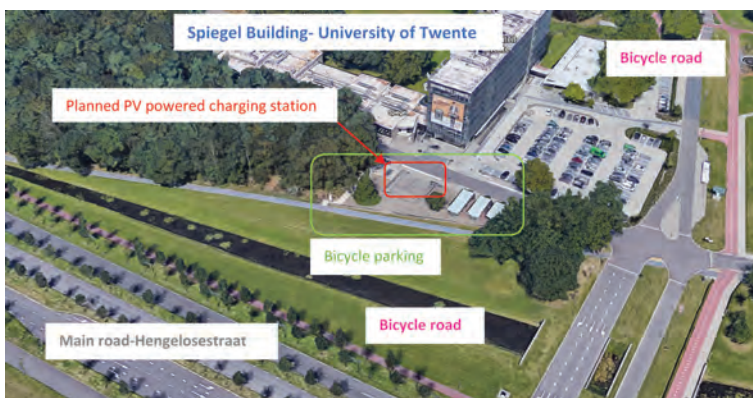 Spiegel Building- University of Twente
Bicycle road
Planned PV powered charging station
Bicycle parking
Bicycle road
Main road-Hengelosestraat